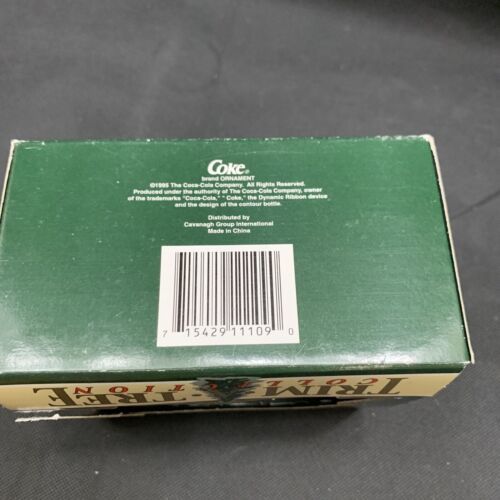 Coke®
brand ORNAMENT
©1995 The Coca-Cola Company. All Rights Reserved.
Produced under the authority of The Coca-Cola Company, owner
of the trademarks "Coca-Cola," "Coke," the Dynamic Ribbon device
and the design of the contour bottle.
Distributed by
Cavanagh Group International
Made in China
7 15429 11109 0
TRIM • TREE
COLLECTION